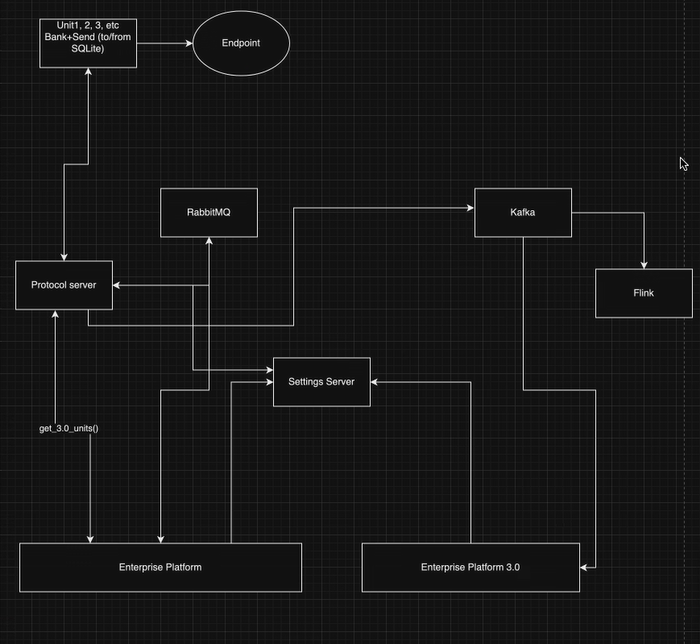 Unit1, 2, 3, etc
Bank+Send (to/from
SQLite)
Endpoint
RabbitMQ
Kafka
Protocol server
Flink
Settings Server
get_3.0_units()
Enterprise Platform
Enterprise Platform 3.0